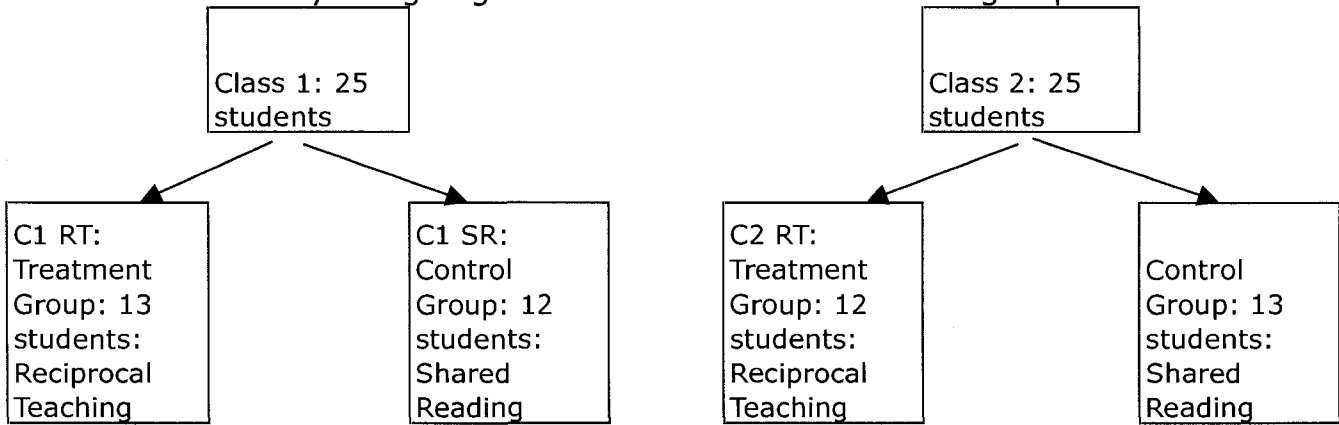 Class 1: 25
students
Class 2: 25
students
C1 RT:
Treatment
Group: 13
students:
Reciprocal
Teaching
C1 SR:
Control
Group: 12
students:
Shared
Reading
C2 RT:
Treatment
Group: 12
students:
Reciprocal
Teaching
Control
Group: 13
students:
Shared
Reading